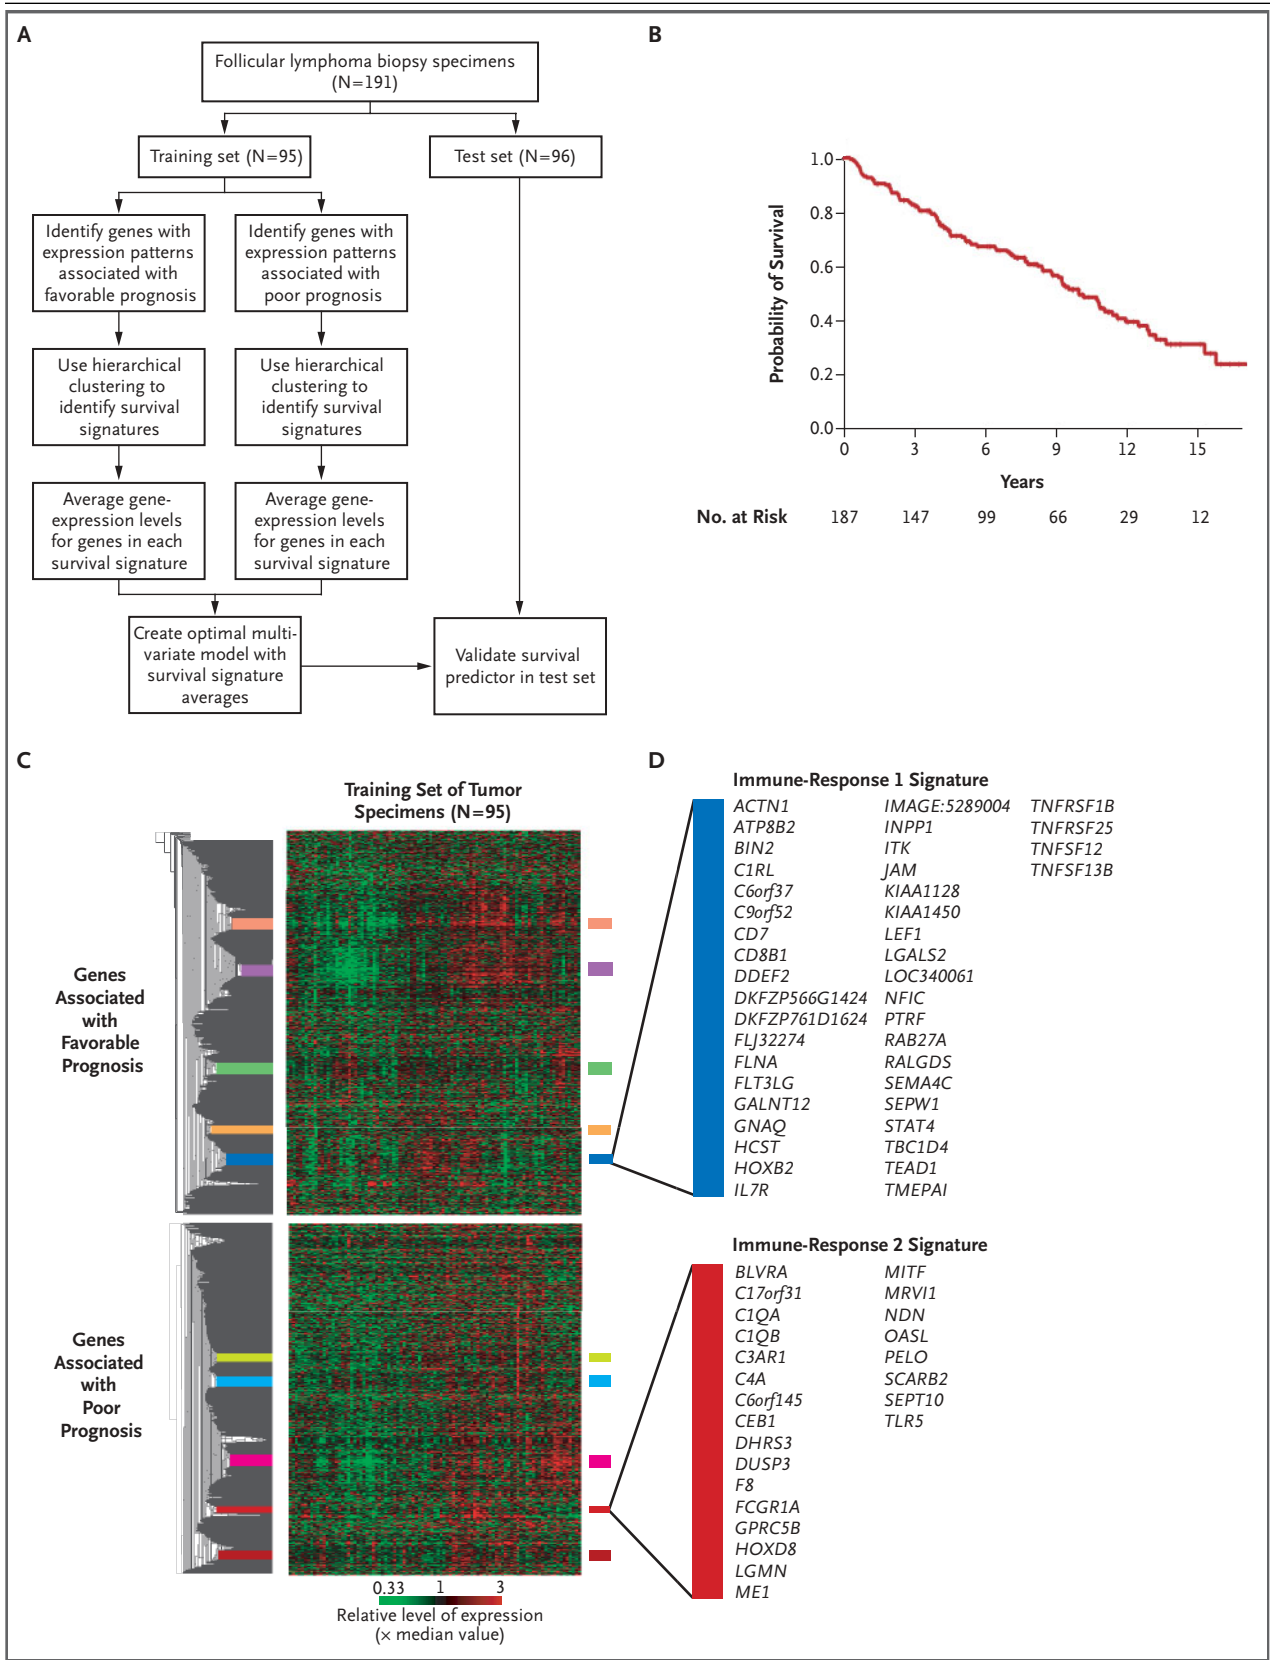 A
Follicular lymphoma biopsy specimens
(N=191)
Training set (N=95)
Test set (N=96)
Identify genes with
expression patterns
associated with
favorable prognosis
Identify genes with
expression patterns
associated with
poor prognosis
Use hierarchical
clustering to
identify survival
signatures
Use hierarchical
clustering to
identify survival
signatures
Average gene-
expression levels
for genes in each
survival signature
Average gene-
expression levels
for genes in each
survival signature
Create optimal multi-
variate model with
survival signature
averages
Validate survival
predictor in test set
B
Probability of Survival
1.0
0.8
0.6
0.4
0.2
0.0
0 3 6 9 12 15
Years
No. at Risk 187 147 99 66 29 12
C
Training Set of Tumor
Specimens (N=95)
Genes
Associated
with
Favorable
Prognosis
Genes
Associated
with
Poor
Prognosis
0.33 1 3
Relative level of expression
(× median value)
D
Immune-Response 1 Signature
ACTN1 IMAGE:5289004 TNFRSF1B
ATP8B2 INPP1 TNFRSF25
BIN2 ITK TNFSF12
C1RL JAM TNFSF13B
C6orf37 KIAA1128
C9orf52 KIAA1450
CD7 LEF1
CD8B1 LGALS2
DDEF2 LOC340061
DKFZP566G1424 NFIC
DKFZP761D1624 PTRF
FLJ32274 RAB27A
FLNA RALGDS
FLT3LG SEMA4C
GALNT12 SEPW1
GNAQ STAT4
HCST TBC1D4
HOXB2 TEAD1
IL7R TMEPAI
Immune-Response 2 Signature
BLVRA MITF
C17orf31 MRVI1
C1QA NDN
C1QB OASL
C3AR1 PELO
C4A SCARB2
C6orf145 SEPT10
CEB1 TLR5
DHRS3
DUSP3
F8
FCGR1A
GPRC5B
HOXD8
LGMN
ME1